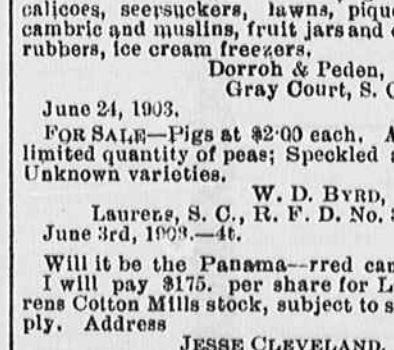 calicoes, seersuckers, lawns, pique
cambric and muslins, fruit jars and
rubbers, ice cream freezers.
Dorroh & Peden,
Gray Court, S. C
June 24, 1903.
FOR SALE—Pigs at $2.00 each. A
limited quantity of peas; Speckled
Unknown varieties.
W. D. BYRD,
Laurens, S. C., R. F. D. No.
June 3rd, 1903.—4t.
Will it be the Panama--rred can
I will pay $175. per share for L
rens Cotton Mills stock, subject to s
ply. Address
JESSE CLEVELAND.